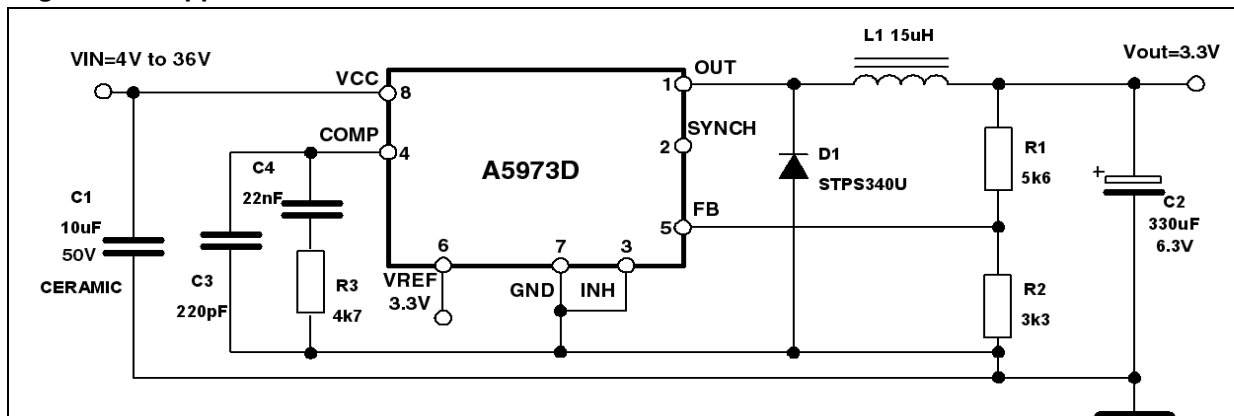 VIN=4V to 36V
VCC
8
COMP
4
C4
22nF
C1
10uF
50V
CERAMIC
C3
220pF
R3
4k7
A5973D
6
VREF
3.3V
7
GND
3
INH
OUT
1
SYNCH
2
FB
5
L1 15uH
D1
STPS340U
Vout=3.3V
R1
5k6
R2
3k3
+
C2
330uF
6.3V